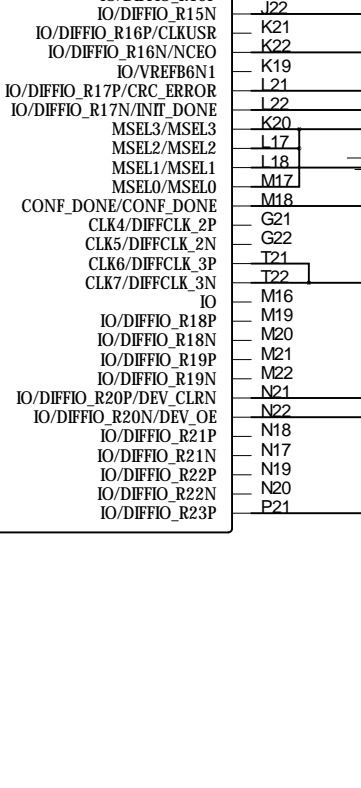 IO/DIFFIO_R15N J22
IO/DIFFIO_R16P/CLKUSR K21
IO/DIFFIO_R16N/NCEO K22
IO/VREFB6N1 K19
IO/DIFFIO_R17P/CRC_ERROR L21
IO/DIFFIO_R17N/INIT_DONE L22
MSEL3/MSEL3 K20
MSEL2/MSEL2 L17
MSEL1/MSEL1 L18
MSEL0/MSEL0 M17
CONF_DONE/CONF_DONE M18
CLK4/DIFFCLK_2P G21
CLK5/DIFFCLK_2N G22
CLK6/DIFFCLK_3P T21
CLK7/DIFFCLK_3N T22
IO M16
IO/DIFFIO_R18P M19
IO/DIFFIO_R18N M20
IO/DIFFIO_R19P M21
IO/DIFFIO_R19N M22
IO/DIFFIO_R20P/DEV_CLRN N21
IO/DIFFIO_R20N/DEV_OE N22
IO/DIFFIO_R21P N18
IO/DIFFIO_R21N N17
IO/DIFFIO_R22P N19
IO/DIFFIO_R22N N20
IO/DIFFIO_R23P P21